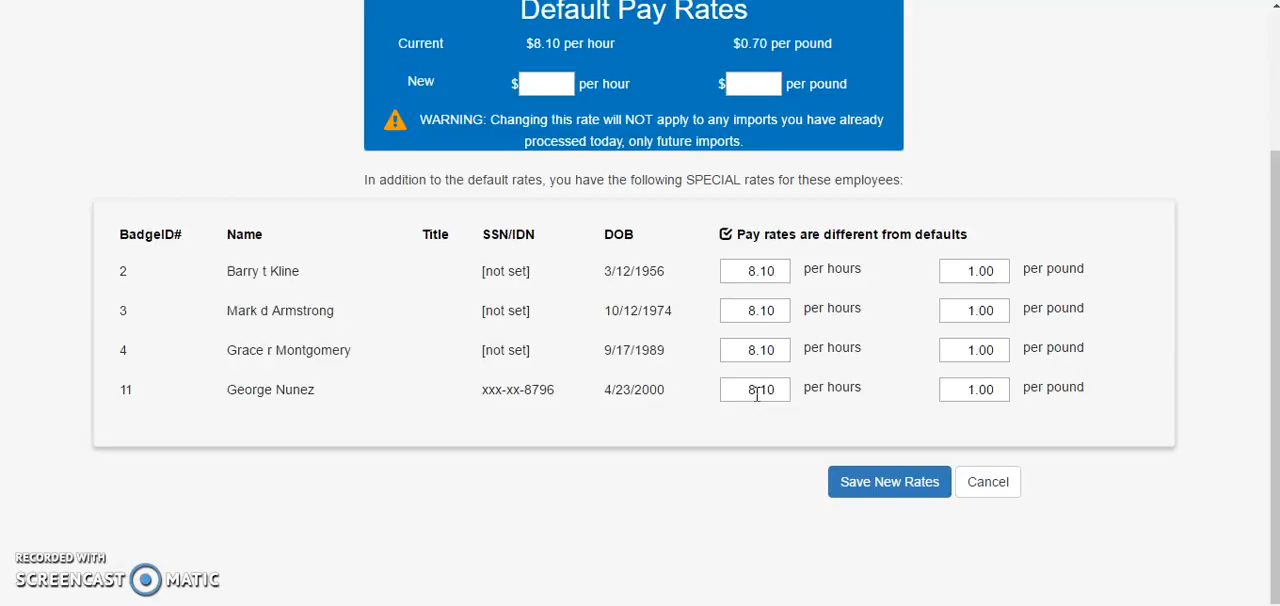 Default Pay Rates
Current $8.10 per hour $0.70 per pound
New $ per hour $ per pound
WARNING: Changing this rate will NOT apply to any imports you have already
processed today, only future imports.
In addition to the default rates, you have the following SPECIAL rates for these employees:
BadgeID# Name Title SSN/IDN DOB Pay rates are different from defaults
2 Barry t Kline [not set] 3/12/1956 8.10 per hours 1.00 per pound
3 Mark d Armstrong [not set] 10/12/1974 8.10 per hours 1.00 per pound
4 Grace r Montgomery [not set] 9/17/1989 8.10 per hours 1.00 per pound
11 George Nunez xxx-xx-8796 4/23/2000 8.10 per hours 1.00 per pound
Save New Rates Cancel
RECORDED WITH
SCREENCAST MATIC